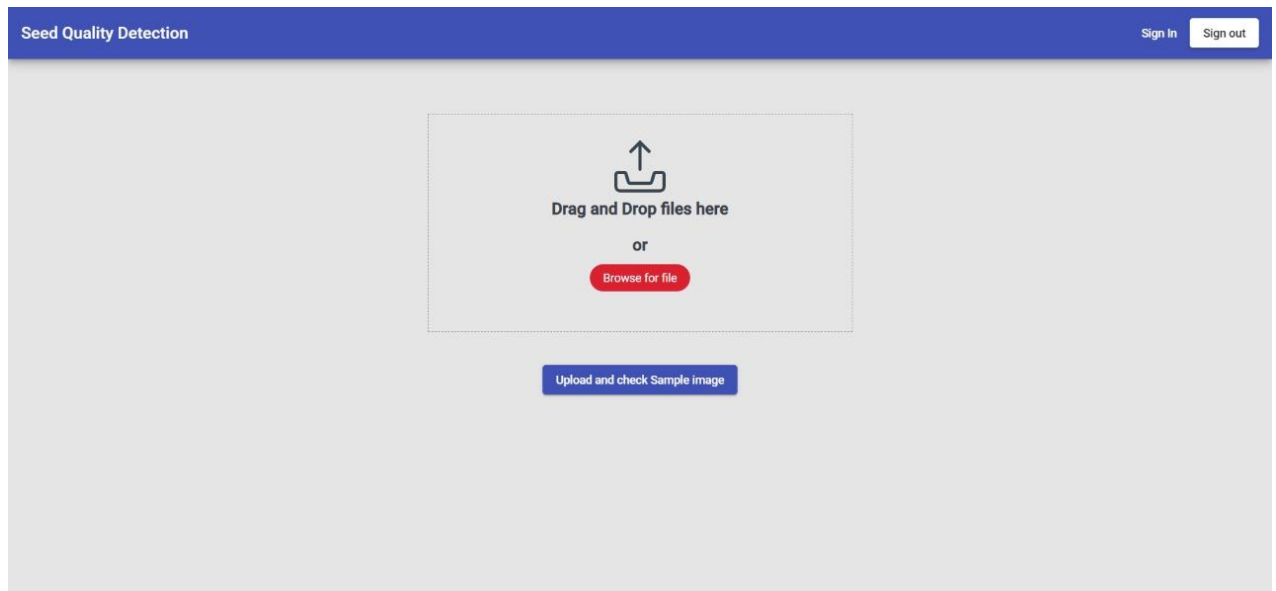 Seed Quality Detection
Sign In
Sign out
Drag and Drop files here
or
Browse for file
Upload and check Sample image